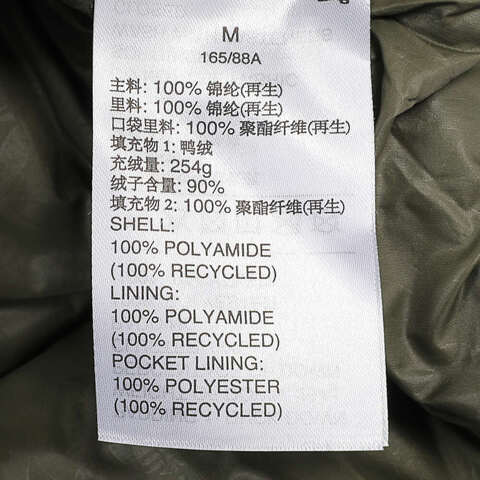 M
165/88A
主料: 100% 锦纶(再生)
里料: 100% 锦纶(再生)
口袋里料: 100% 聚酯纤维(再生)
填充物 1: 鸭绒
充绒量: 254g
绒子含量: 90%
填充物 2: 100% 聚酯纤维(再生)
SHELL:
100% POLYAMIDE
(100% RECYCLED)
LINING:
100% POLYAMIDE
(100% RECYCLED)
POCKET LINING:
100% POLYESTER
(100% RECYCLED)